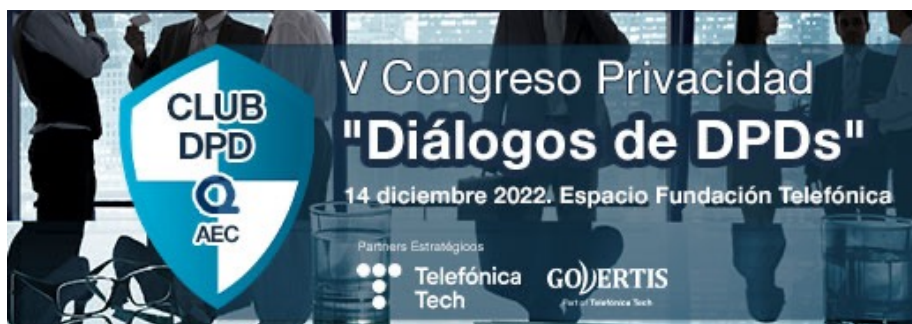 CLUB
DPD
AEC
V Congreso Privacidad
"Diálogos de DPDs"
14 diciembre 2022. Espacio Fundación Telefónica
Partners Estratégicos
Telefónica
Tech
GOVERTIS
Part of Telefónica Tech